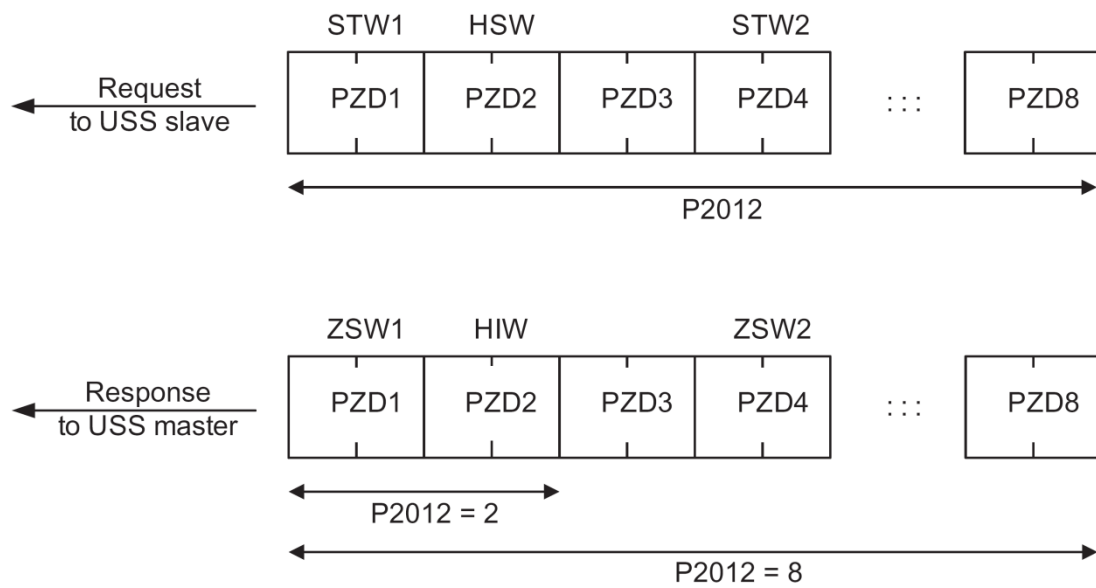 STW1 HSW STW2
Request
to USS slave
PZD1 PZD2 PZD3 PZD4 : : : PZD8
P2012
ZSW1 HIW ZSW2
Response
to USS master
PZD1 PZD2 PZD3 PZD4 : : : PZD8
P2012 = 2
P2012 = 8